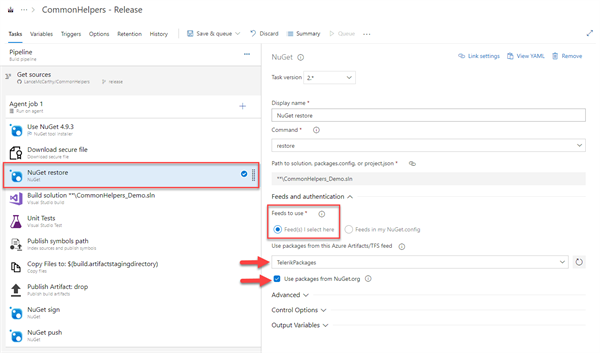 ··· > CommonHelpers - Release
Tasks Variables Triggers Options Retention History Save & queue Discard Summary Queue ···
Pipeline
Build pipeline
Get sources
LanceMcCarthy/CommonHelpers release
Agent job 1
Run on agent
Use NuGet 4.9.3
NuGet tool installer
Download secure file
Download secure file
NuGet restore
NuGet
Build solution **\CommonHelpers_Demo.sln
Visual Studio build
Unit Tests
Visual Studio Test
Publish symbols path
Index sources and publish symbols
Copy Files to: $(build.artifactstagingdirectory)
Copy files
Publish Artifact: drop
Publish build artifacts
NuGet sign
NuGet
NuGet push
NuGet
NuGet
Link settings View YAML Remove
Task version 2.*
Display name *
NuGet restore
Command *
restore
Path to solution, packages.config, or project.json *
**\CommonHelpers_Demo.sln
Feeds and authentication
Feeds to use *
Feed(s) I select here Feeds in my NuGet.config
Use packages from this Azure Artifacts/TFS feed
TelerikPackages
Use packages from NuGet.org
Advanced
Control Options
Output Variables